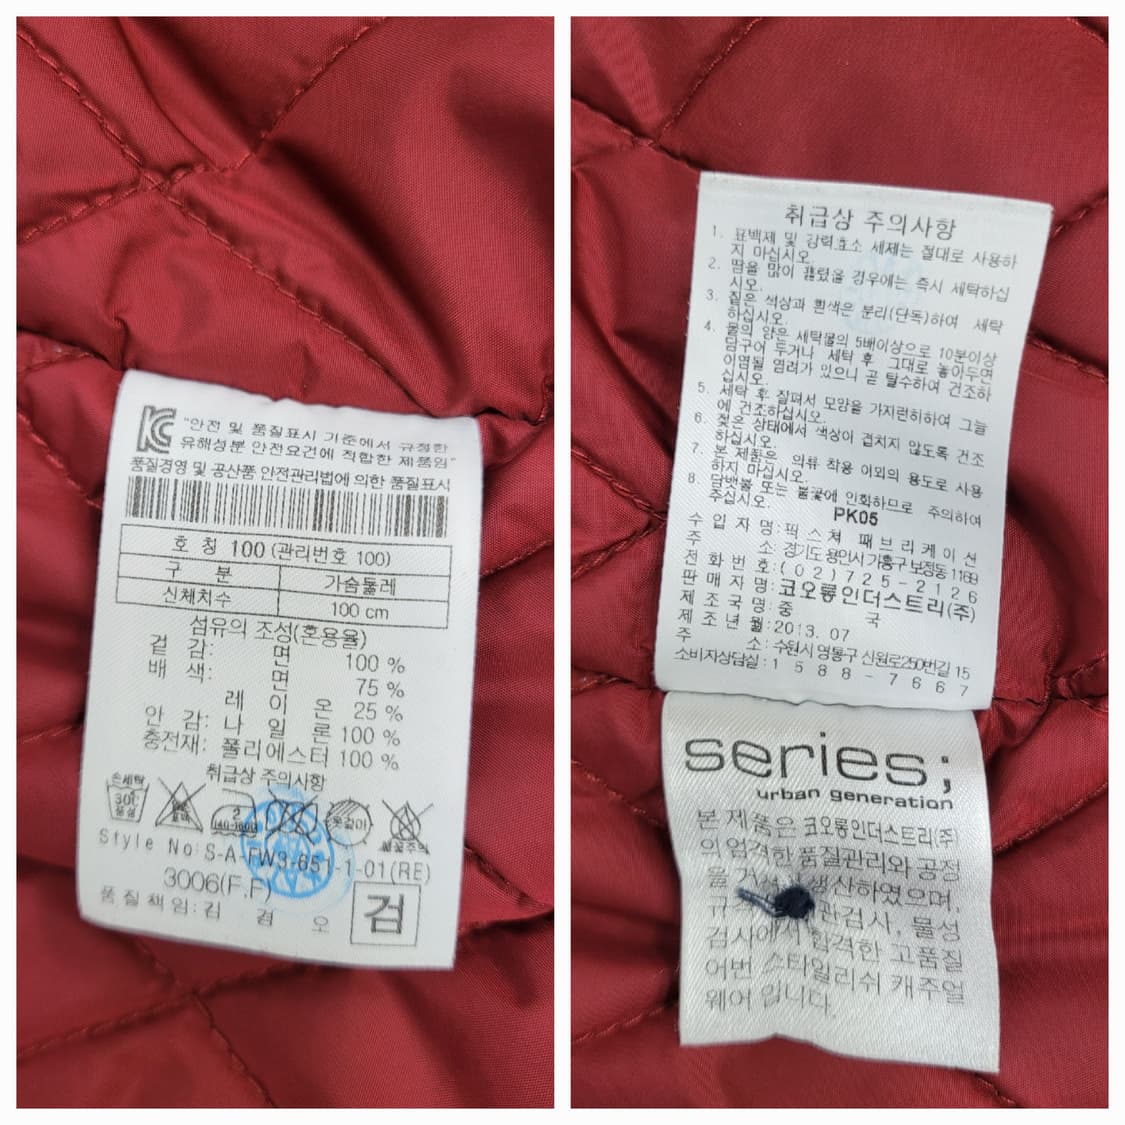 KC "안전 및 품질표시 기준에서 규정한
유해성분 안전요건에 적합한 제품임"
품질경영 및 공산품 안전관리법에 의한 품질표시
호 칭 100 (관리번호 100)
구 분 가슴둘레
신체치수 100 cm
섬유의 조성(혼용율)
겉 감: 면 100 %
배 색: 면 75 %
레 이 온 25 %
안 감: 나 일 론 100 %
충전재: 폴리에스터 100 %
취급상 주의사항
손세탁
30℃
중성
표백
2
140-160℃
옷걸이
Style No:S-A-FW3-651-1-01(RE)
3006(F.F)
품질책임:김 경 오
검
취급상 주의사항
1. 표백제 및 강력효소 세제는 절대로 사용하
지 마십시오.
2. 땀을 많이 흘렸을 경우에는 즉시 세탁하십
시오.
3. 짙은 색상과 흰색은 분리(단독)하여 세탁
하십시오.
4. 물의 양은 세탁물의 5배이상으로 10분이상
담구어 두거나 세탁 후 그대로 놓아두면
이염될 염려가 있으니 곧 탈수하여 건조하
십시오.
5. 세탁 후 질펴서 모양을 가지런히하여 그늘
에 건조하십시오.
6. 젖은 상태에서 색상이 겹치지 않도록 건조
하십시오.
7. 본 제품은 의류 착용 이외의 용도로 사용
하지 마십시오.
8. 담뱃불 또는 불꽃에 인화하므로 주의하여
주십시오.
PK05
수 입 자 명:픽 스 쳐 패 브 리 케 이 션
주 소:경기도 용인시 기흥구 보정동 1169
전 화 번 호:(02)725-2126
판 매 자 명:코오롱인더스트리(주)
제 조 국 명:중 국
제 조 년 월:2013. 07
주 소:수원시 영통구 신원로250번길 15
소비자상담실:1588-7667
series;
urban generation
본 제품은 코오롱인더스트리(주)
의 엄격한 품질관리와 공정
을 생산하였으며,
검사, 물성
검사에서 합격한 고품질
어번 스타일리쉬 캐주얼
웨어 입니다.